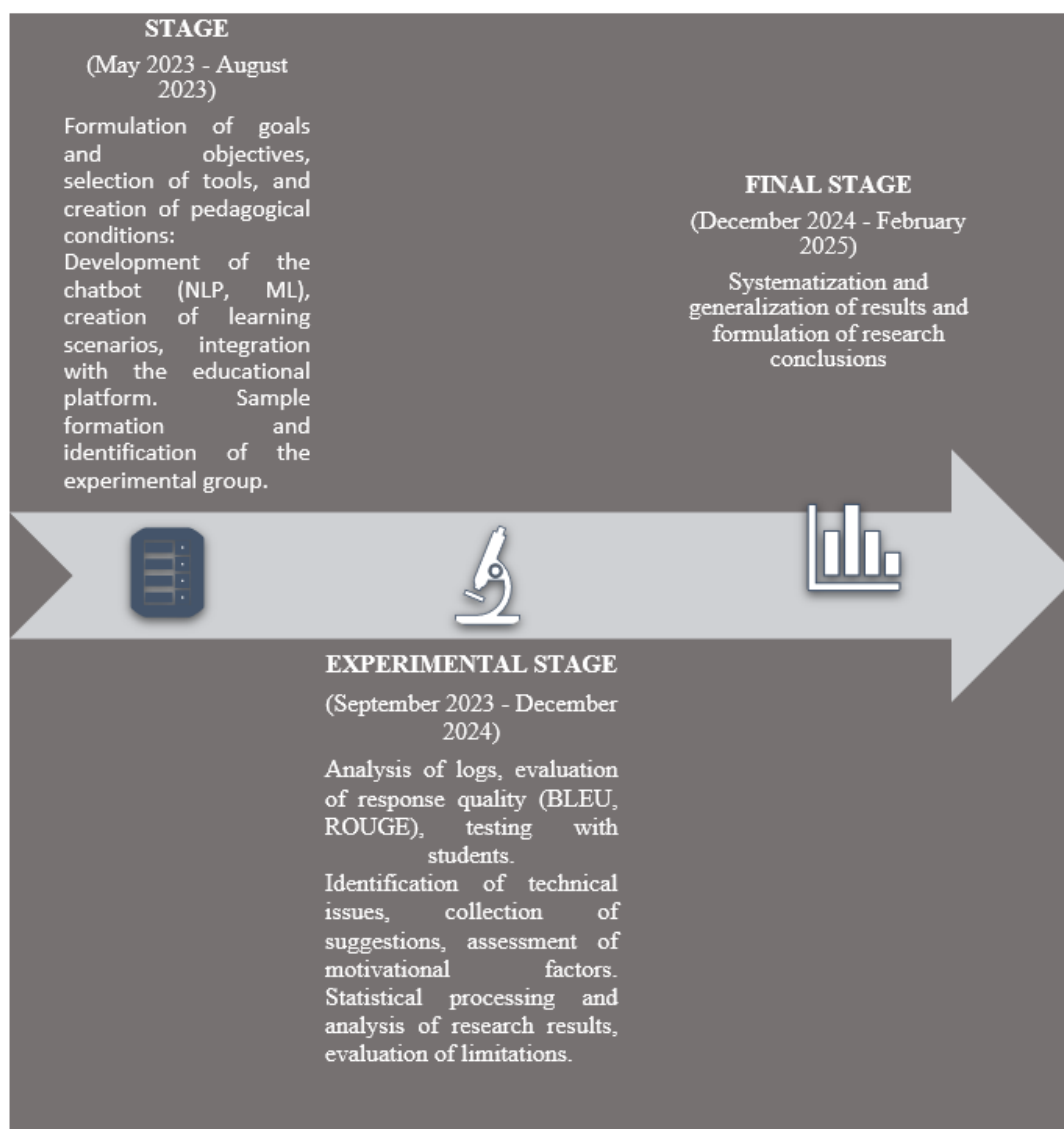 STAGE
(May 2023 - August
2023)
Formulation of goals
and objectives,
selection of tools, and
creation of pedagogical
conditions:
Development of the
chatbot (NLP, ML),
creation of learning
scenarios, integration
with the educational
platform. Sample
formation and
identification of the
experimental group.
EXPERIMENTAL STAGE
(September 2023 - December
2024)
Analysis of logs, evaluation
of response quality (BLEU,
ROUGE), testing with
students.
Identification of technical
issues, collection of
suggestions, assessment of
motivational factors.
Statistical processing and
analysis of research results,
evaluation of limitations.
FINAL STAGE
(December 2024 - February
2025)
Systematization and
generalization of results and
formulation of research
conclusions